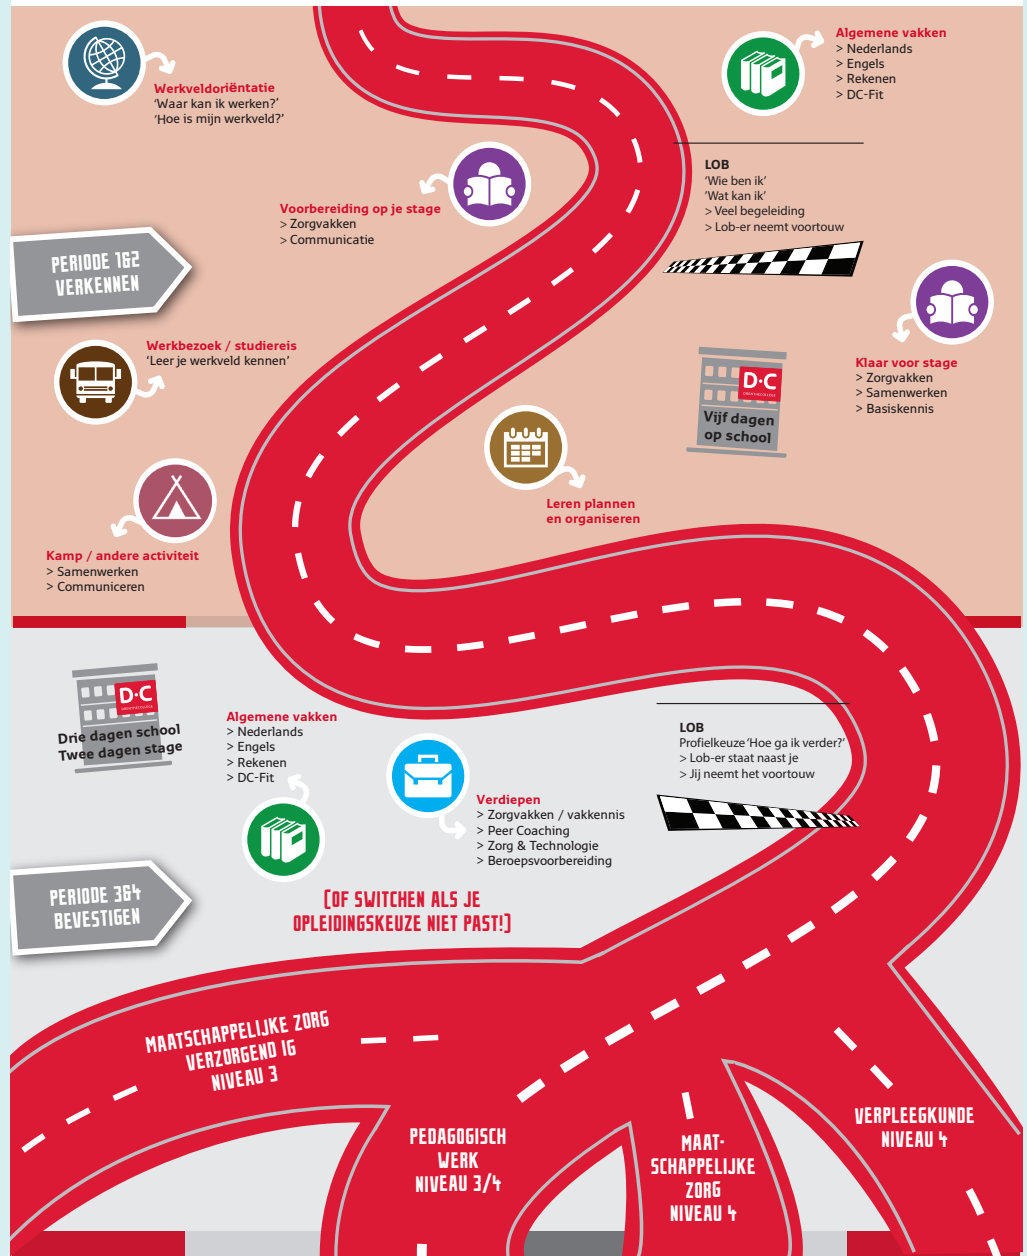 Werkveldoriëntatie
‘Waar kan ik werken?’
‘Hoe is mijn werkveld?’
Algemene vakken
> Nederlands
> Engels
> Rekenen
> DC-Fit
LOB
‘Wie ben ik’
‘Wat kan ik’
> Veel begeleiding
> Lob-er neemt voortouw
Voorbereiding op je stage
> Zorgvakken
> Communicatie
PERIODE 1&2
VERKENNEN
Werkbezoek / studiereis
‘Leer je werkveld kennen’
Klaar voor stage
> Zorgvakken
> Samenwerken
> Basiskennis
D·C
DRENTHECOLLEGE
Vijf dagen
op school
Leren plannen
en organiseren
Kamp / andere activiteit
> Samenwerken
> Communiceren
D·C
DRENTHECOLLEGE
Drie dagen school
Twee dagen stage
Algemene vakken
> Nederlands
> Engels
> Rekenen
> DC-Fit
LOB
Profielkeuze ‘Hoe ga ik verder?’
> Lob-er staat naast je
> Jij neemt het voortouw
Verdiepen
> Zorgvakken / vakkennis
> Peer Coaching
> Zorg & Technologie
> Beroepsvoorbereiding
PERIODE 3&4
BEVESTIGEN
(OF SWITCHEN ALS JE
OPLEIDINGSKEUZE NIET PAST!)
MAATSCHAPPELIJKE ZORG
VERZORGEND IG
NIVEAU 3
PEDAGOGISCH
WERK
NIVEAU 3/4
MAAT-
SCHAPPELIJKE
ZORG
NIVEAU 4
VERPLEEGKUNDE
NIVEAU 4